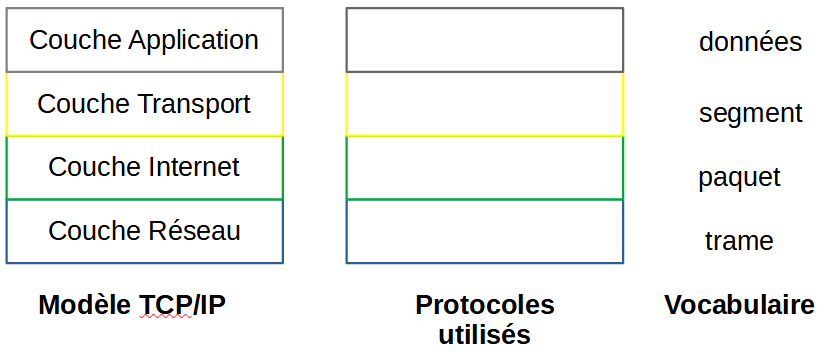 Couche Application
données
Couche Transport
segment
Couche Internet
paquet
Couche Réseau
trame
Modèle TCP/IP
Protocoles
utilisés
Vocabulaire